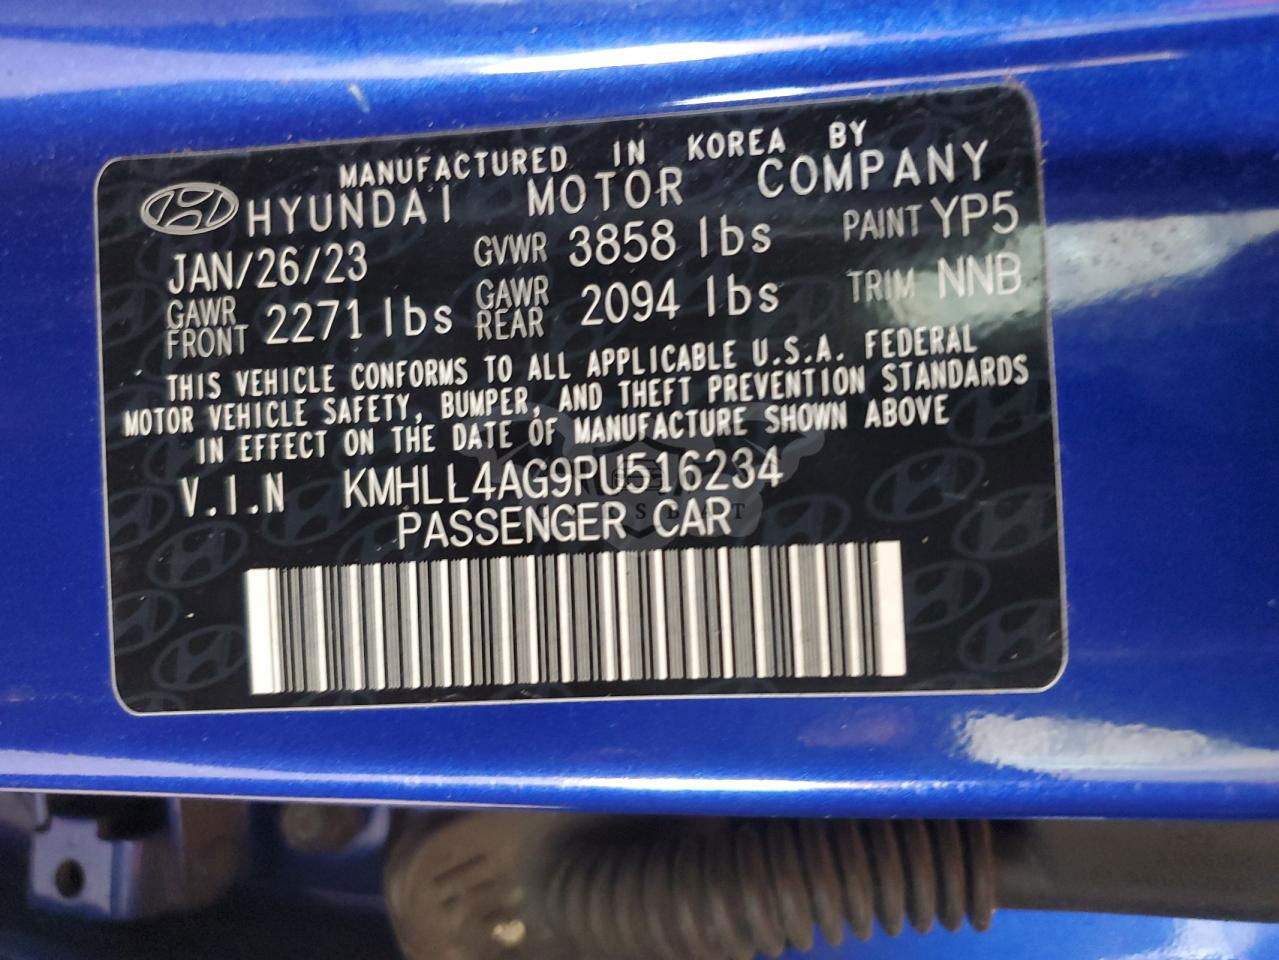 MANUFACTURED IN KOREA BY
HYUNDAI MOTOR COMPANY
JAN/26/23 GVWR 3858 lbs PAINT YP5
GAWR FRONT 2271 lbs GAWR REAR 2094 lbs TRIM NNB
THIS VEHICLE CONFORMS TO ALL APPLICABLE U.S.A. FEDERAL
MOTOR VEHICLE SAFETY, BUMPER, AND THEFT PREVENTION STANDARDS
IN EFFECT ON THE DATE OF MANUFACTURE SHOWN ABOVE
V.I.N KMHLL4AG9PU516234
PASSENGER CAR